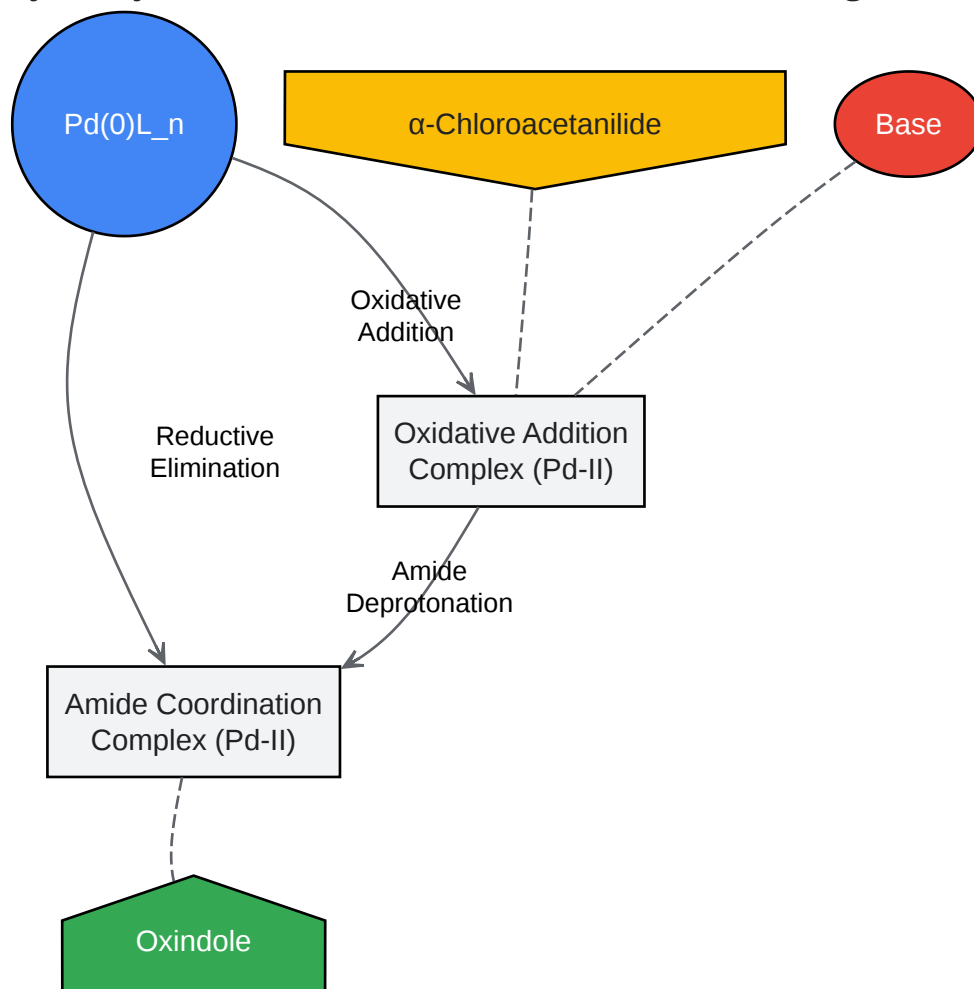 Pd(0)L_n
α-Chloroacetanilide
Base
Oxidative
Addition
Reductive
Elimination
Oxidative Addition
Complex (Pd-II)
Amide
Deprotonation
Amide Coordination
Complex (Pd-II)
Oxindole